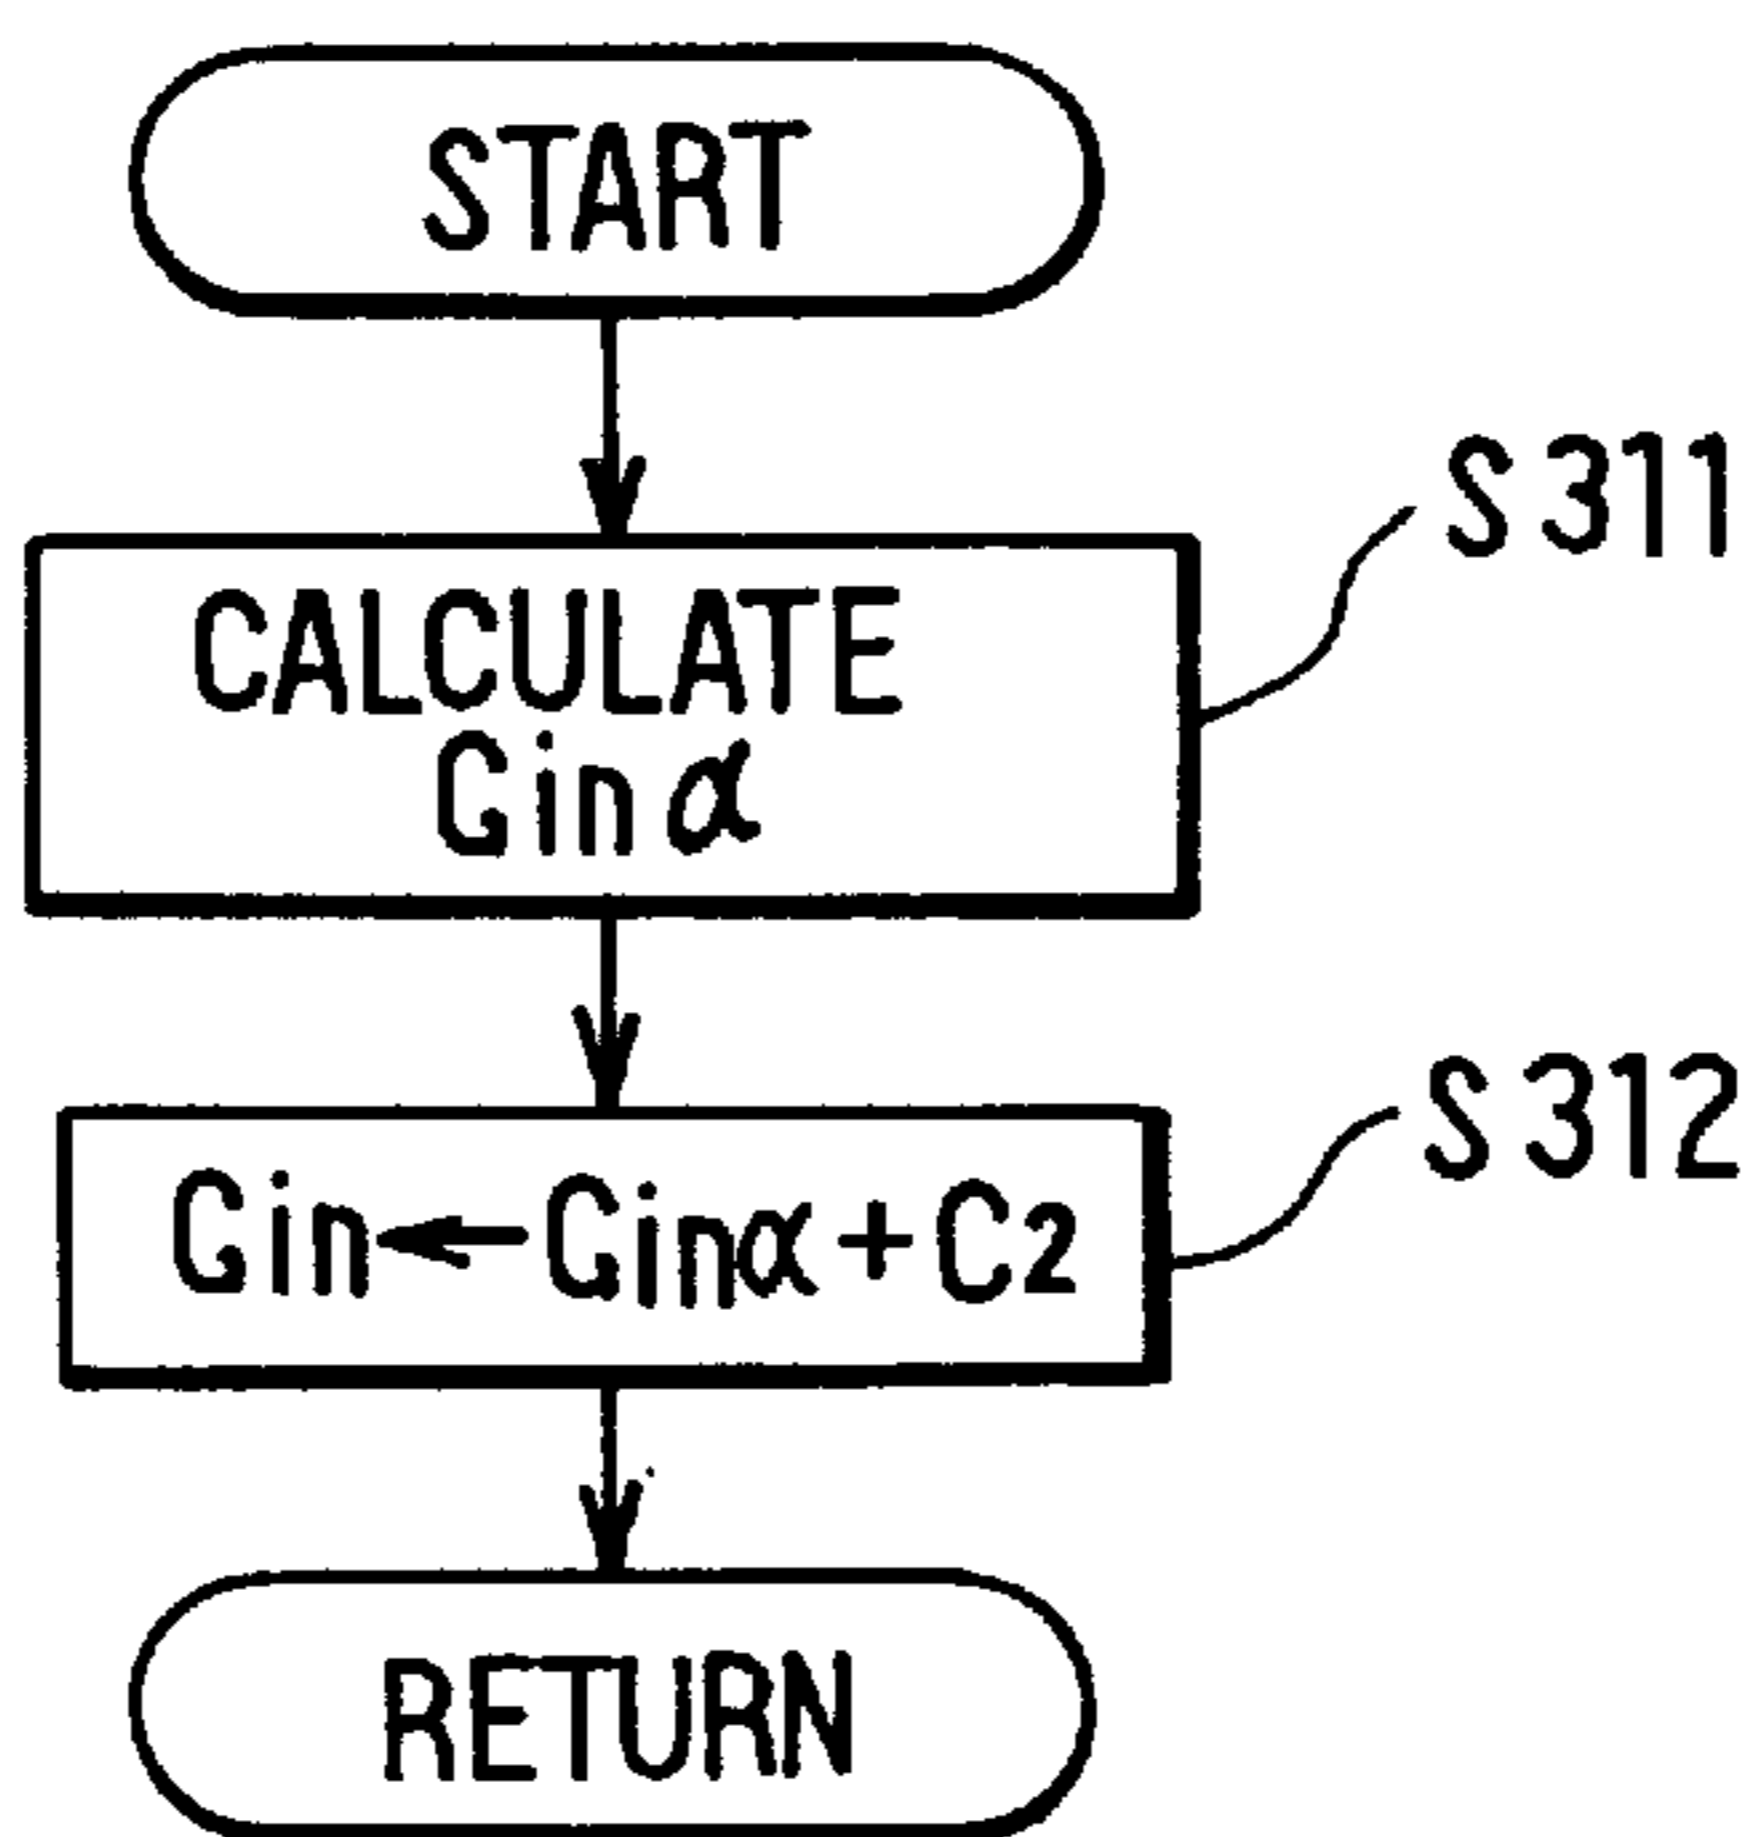 START
S311
CALCULATE
Ginα
S312
Gin←Ginα+C2
RETURN